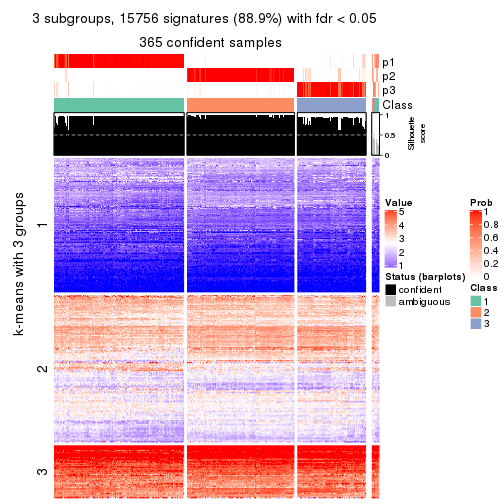 3 subgroups, 15756 signatures (88.9%) with fdr < 0.05
365 confident samples
p1
p2
p3
Class
1
0.5
0
Silhouette
score
k-means with 3 groups
1
2
3
Value
5
4
3
2
1
Status (barplots)
confident
ambiguous
Prob
1
0.8
0.6
0.4
0.2
0
Class
1
2
3